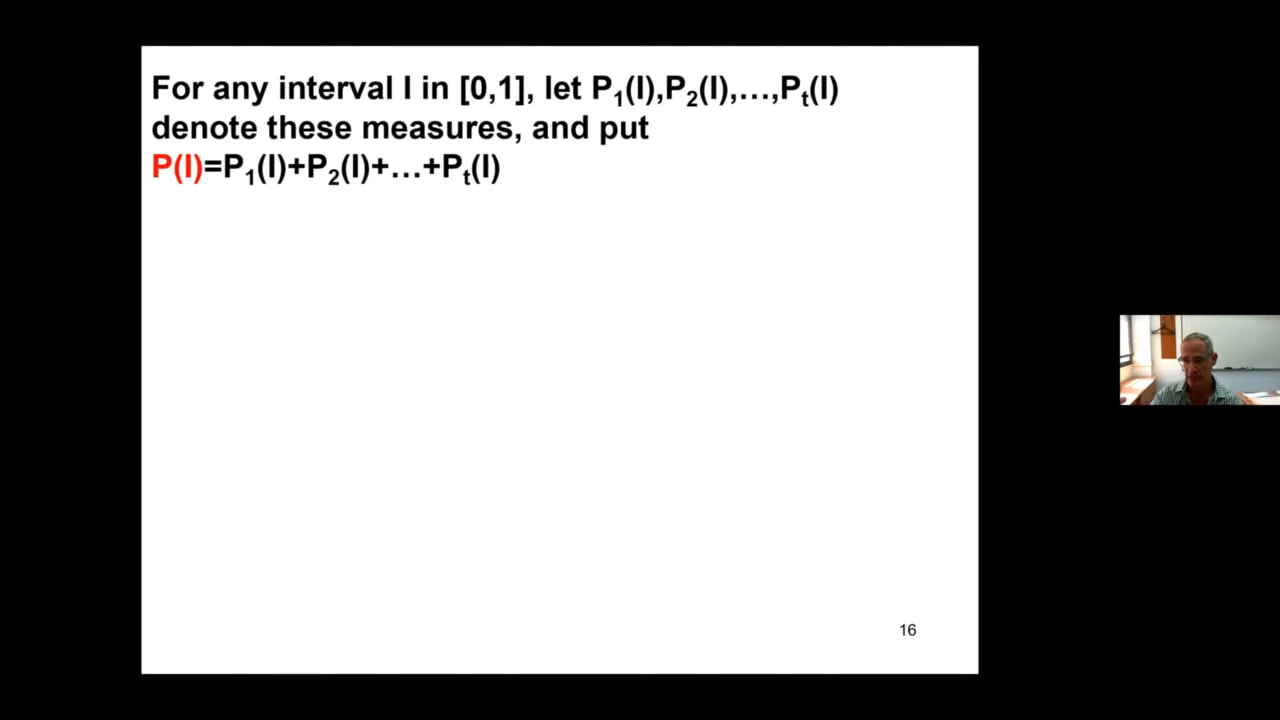 For any interval I in [0,1], let P₁(I),P₂(I),…,Pₜ(I)
denote these measures, and put
P(I)=P₁(I)+P₂(I)+…+Pₜ(I)
16